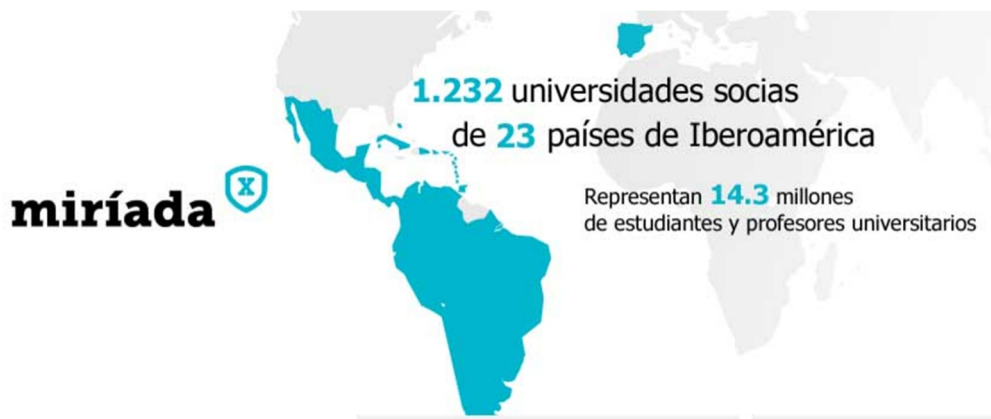 1.232 universidades socias
de 23 países de Iberoamérica
miríada X
Representan 14.3 millones
de estudiantes y profesores universitarios